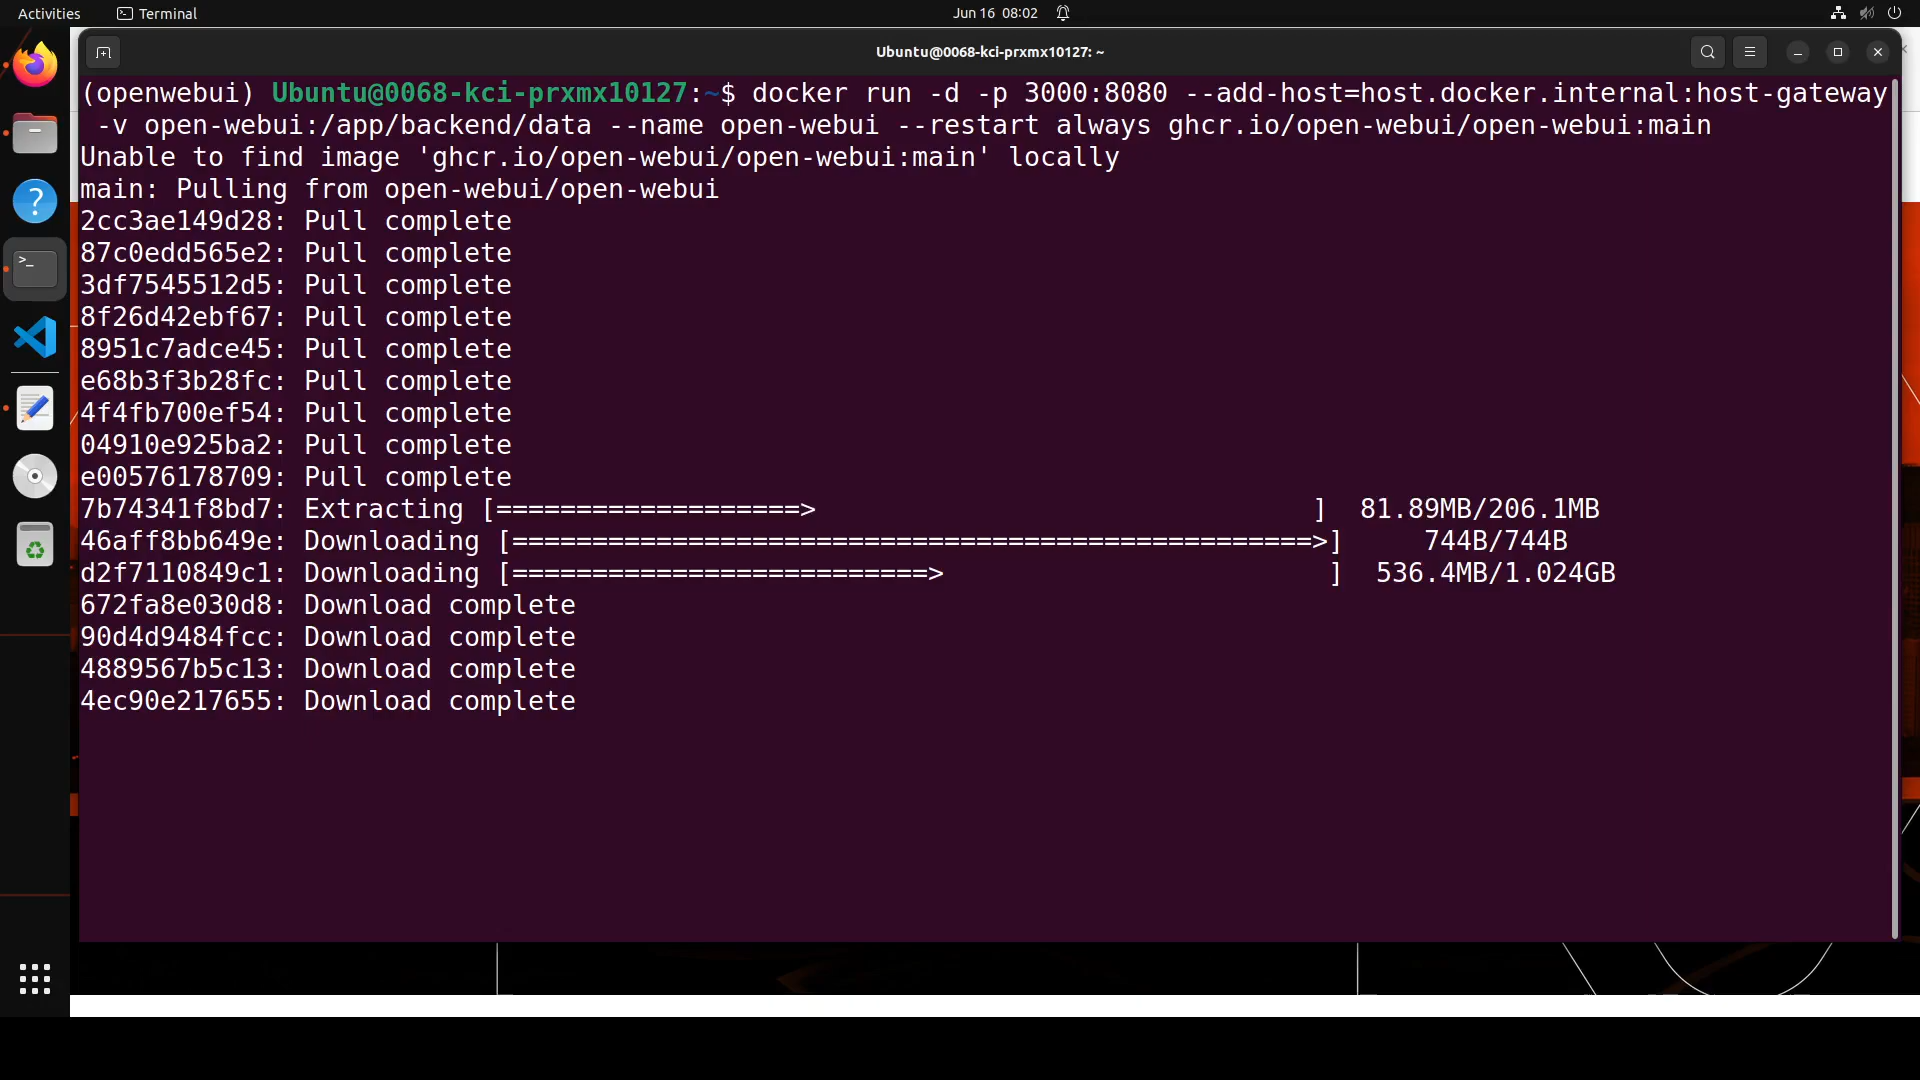 Activities
Terminal
Jun 16 08:02
Ubuntu@0068-kci-prxmx10127: ~
(openwebui) Ubuntu@0068-kci-prxmx10127:~$ docker run -d -p 3000:8080 --add-host=host.docker.internal:host-gateway
-v open-webui:/app/backend/data --name open-webui --restart always ghcr.io/open-webui/open-webui:main
Unable to find image 'ghcr.io/open-webui/open-webui:main' locally
main: Pulling from open-webui/open-webui
2cc3ae149d28: Pull complete
87c0edd565e2: Pull complete
3df7545512d5: Pull complete
8f26d42ebf67: Pull complete
8951c7adce45: Pull complete
e68b3f3b28fc: Pull complete
4f4fb700ef54: Pull complete
04910e925ba2: Pull complete
e00576178709: Pull complete
7b74341f8bd7: Extracting [===================>                               ]  81.89MB/206.1MB
46aff8bb649e: Downloading [==================================================>]     744B/744B
d2f7110849c1: Downloading [==========================>                        ]  536.4MB/1.024GB
672fa8e030d8: Download complete
90d4d9484fcc: Download complete
4889567b5c13: Download complete
4ec90e217655: Download complete